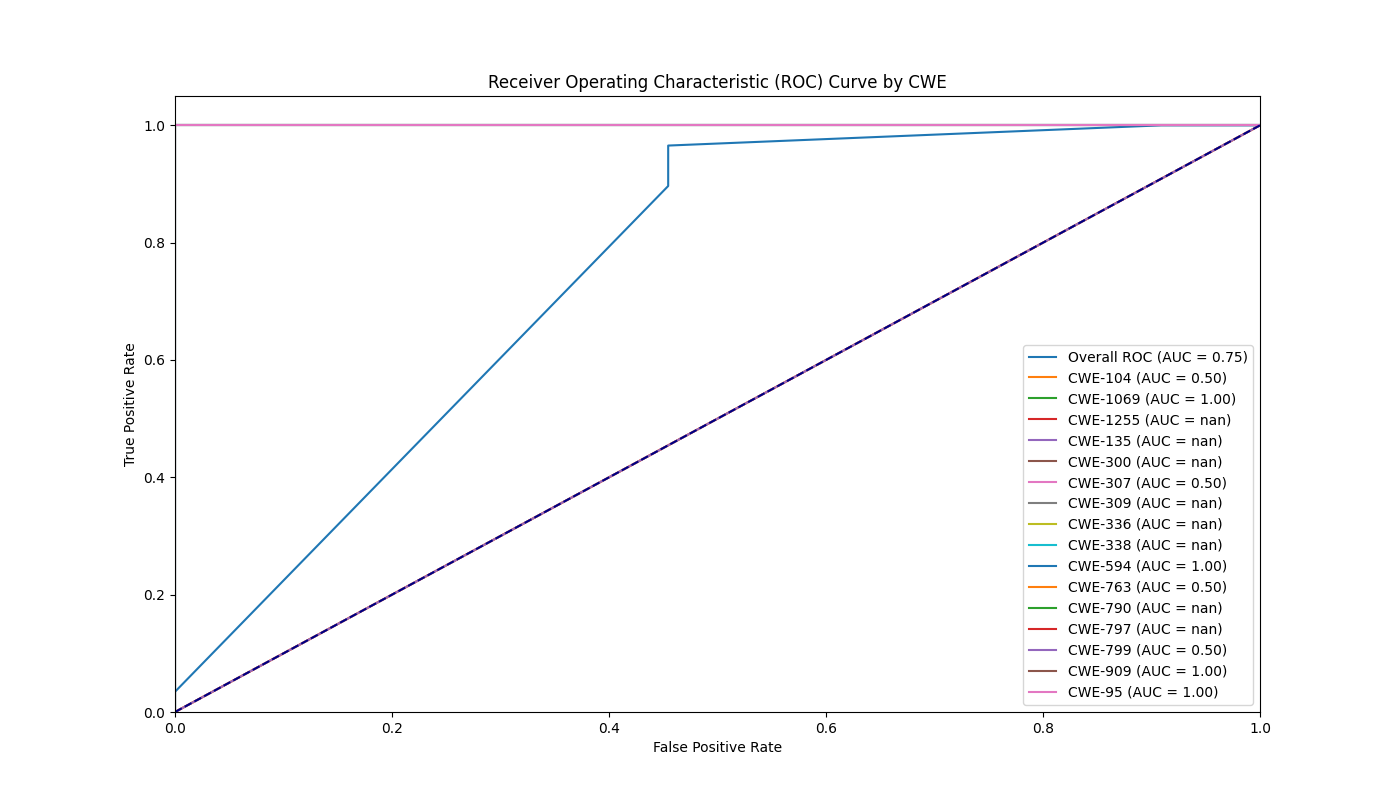 Receiver Operating Characteristic (ROC) Curve by CWE
True Positive Rate
1.0
0.8
0.6
0.4
0.2
0.0
Overall ROC (AUC = 0.75)
CWE-104 (AUC = 0.50)
CWE-1069 (AUC = 1.00)
CWE-1255 (AUC = nan)
CWE-135 (AUC = nan)
CWE-300 (AUC = nan)
CWE-307 (AUC = 0.50)
CWE-309 (AUC = nan)
CWE-336 (AUC = nan)
CWE-338 (AUC = nan)
CWE-594 (AUC = 1.00)
CWE-763 (AUC = 0.50)
CWE-790 (AUC = nan)
CWE-797 (AUC = nan)
CWE-799 (AUC = 0.50)
CWE-909 (AUC = 1.00)
CWE-95 (AUC = 1.00)
0.0 0.2 0.4 0.6 0.8 1.0
False Positive Rate